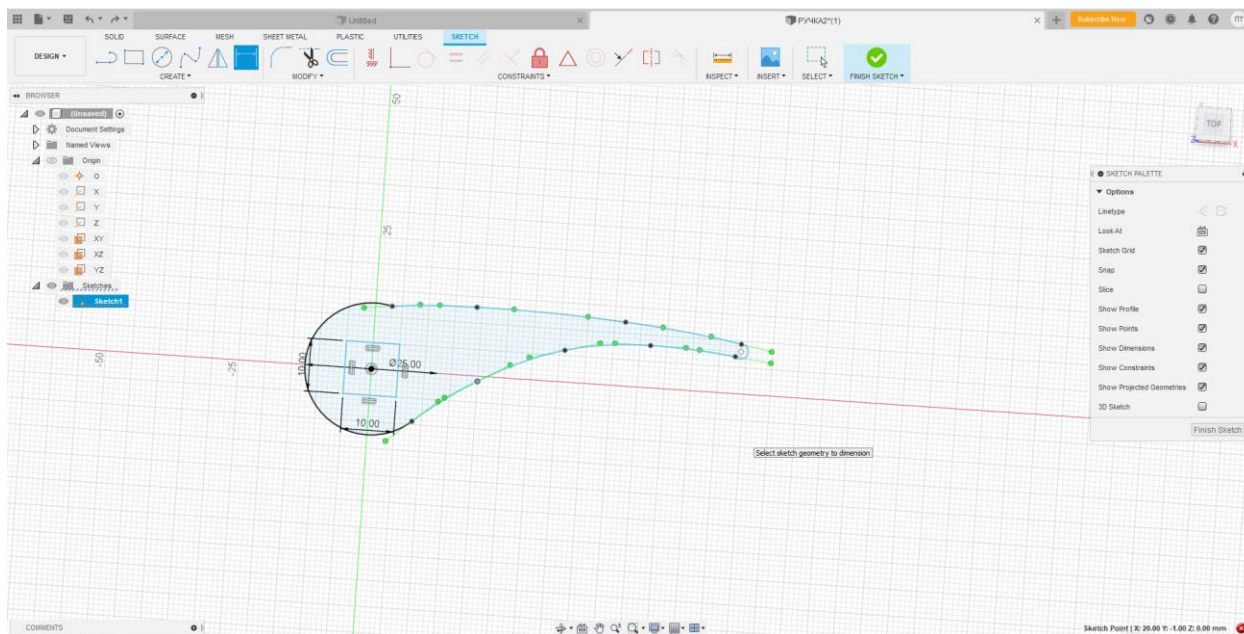 Untitled
РУЧКА2*(1)
Subscribe Now
ПТ
DESIGN
SOLID
SURFACE
MESH
SHEET METAL
PLASTIC
UTILITIES
SKETCH
CREATE
MODIFY
CONSTRAINTS
INSPECT
INSERT
SELECT
FINISH SKETCH
BROWSER
(Unsaved)
Document Settings
Named Views
Origin
O
X
Y
Z
XY
XZ
YZ
Sketches
Sketch1
50
25
-50
-25
10.00
Ø25.00
10.00
Select sketch geometry to dimension
TOP
Z
X
SKETCH PALETTE
Options
Linetype
Look At
Sketch Grid
Snap
Slice
Show Profile
Show Points
Show Dimensions
Show Constraints
Show Projected Geometries
3D Sketch
Finish Sketch
COMMENTS
Sketch Point | X: 20.00 Y: -1.00 Z: 0.00 mm